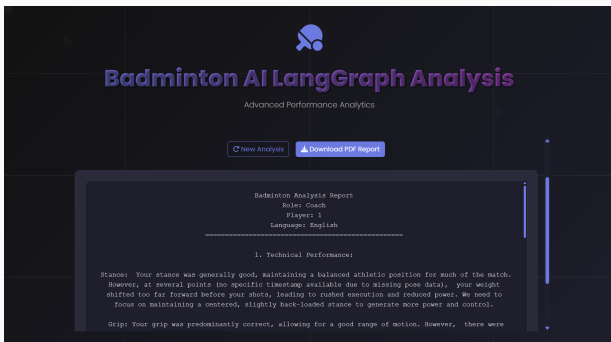 Badminton AI LangGraph Analysis
Advanced Performance Analytics
New Analysis
Download PDF Report
Badminton Analysis Report
Role: Coach
Player: 1
Language: English
==================================================
1. Technical Performance:
Stance: Your stance was generally good, maintaining a balanced athletic position for much of the match.
However, at several points (no specific timestamp available due to missing pose data), your weight
shifted too far forward before your shots, leading to rushed execution and reduced power. We need to
focus on maintaining a centered, slightly back-loaded stance to generate more power and control.
Grip: Your grip was predominantly correct, allowing for a good range of motion. However, there were